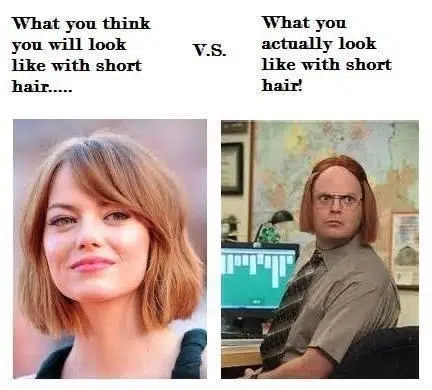 What you think
you will look
like with short
hair.....
V.S.
What you
actually look
like with short
hair!